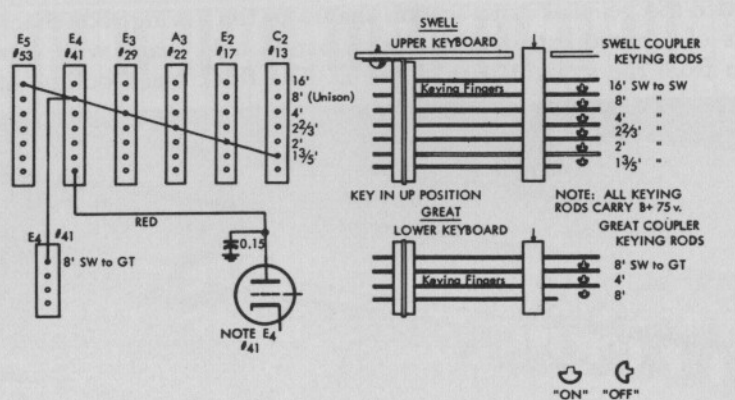 E5 E4 E3 A3 E2 C2
#53 #41 #29 #22 #17 #13
16'
8' (Unison)
4'
2⅔'
2'
1⅗'
RED
E4 #41
8' SW to GT
0.15
NOTE E4
#41
SWELL
UPPER KEYBOARD
SWELL COUPLER
KEYING RODS
Keying Fingers
16' SW to SW
8' "
4' "
2⅔' "
2' "
1⅗' "
KEY IN UP POSITION
NOTE: ALL KEYING
RODS CARRY B+ 75 v.
GREAT
LOWER KEYBOARD
GREAT COUPLER
KEYING RODS
Keying Fingers
8' SW to GT
4'
8'
"ON" "OFF"